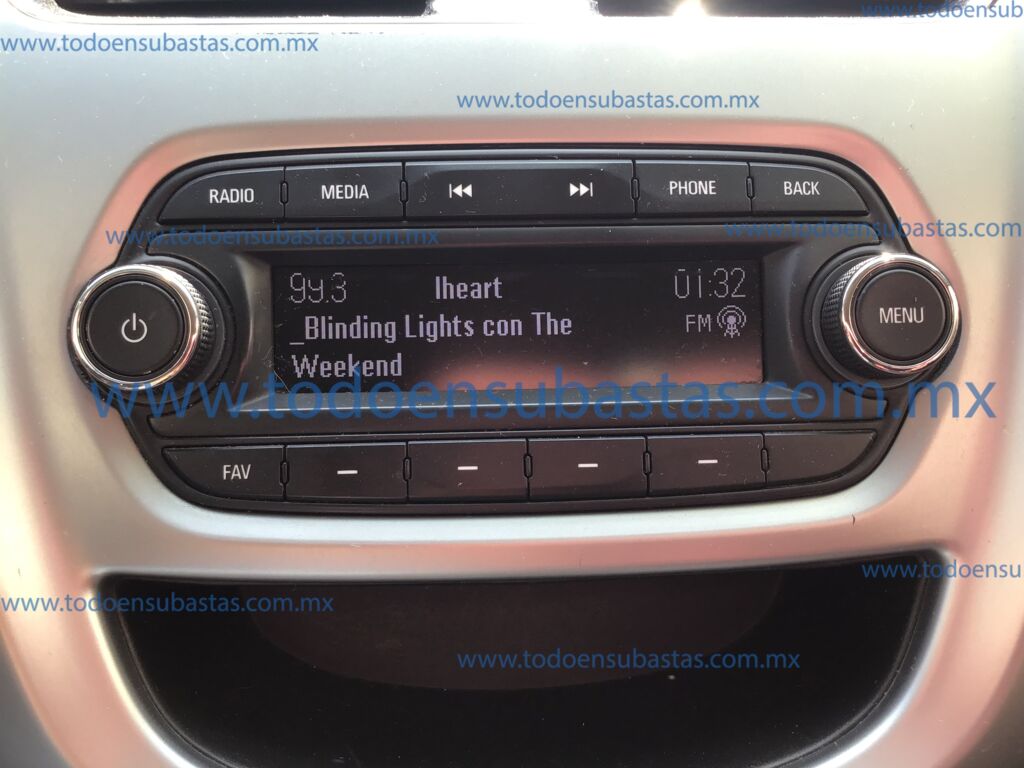 www.todoensubastas.com.mx
www.todoensubas
www.todoensubastas.com.mx
RADIO MEDIA PHONE BACK
www.todoensubastas.com.mx
www.todoensubastas.com
99.3 Iheart 01:32
_Blinding Lights con The FM
Weekend
MENU
www.todoensubastas.com.mx
FAV
www.todoensu
www.todoensubastas.com.mx
www.todoensubastas.com.mx